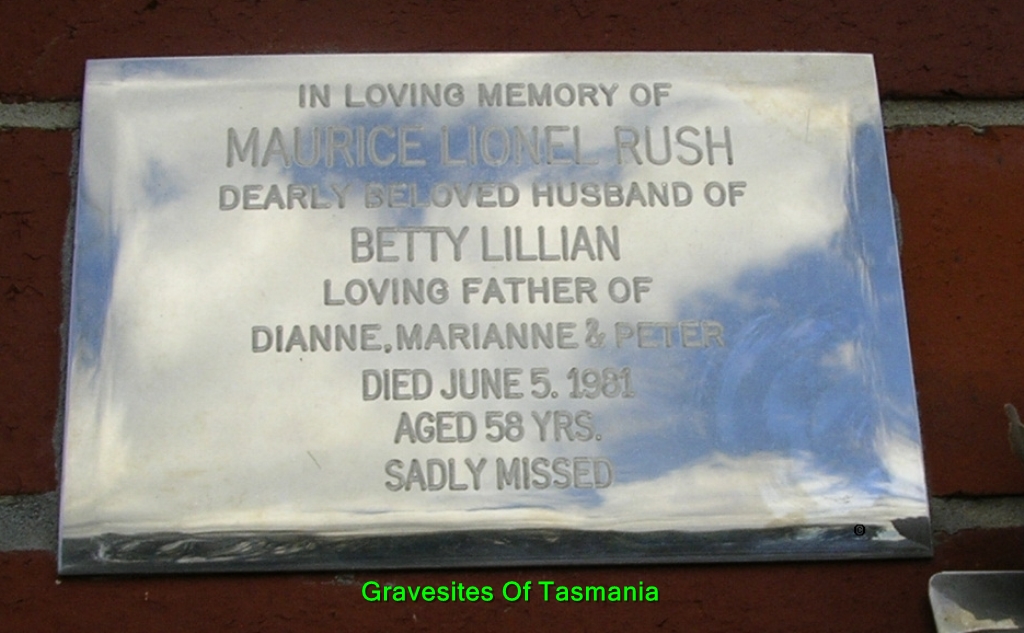 IN LOVING MEMORY OF
MAURICE LIONEL RUSH
DEARLY BELOVED HUSBAND OF
BETTY LILLIAN
LOVING FATHER OF
DIANNE, MARIANNE & PETER
DIED JUNE 5. 1981
AGED 58 YRS.
SADLY MISSED
©
Gravesites Of Tasmania